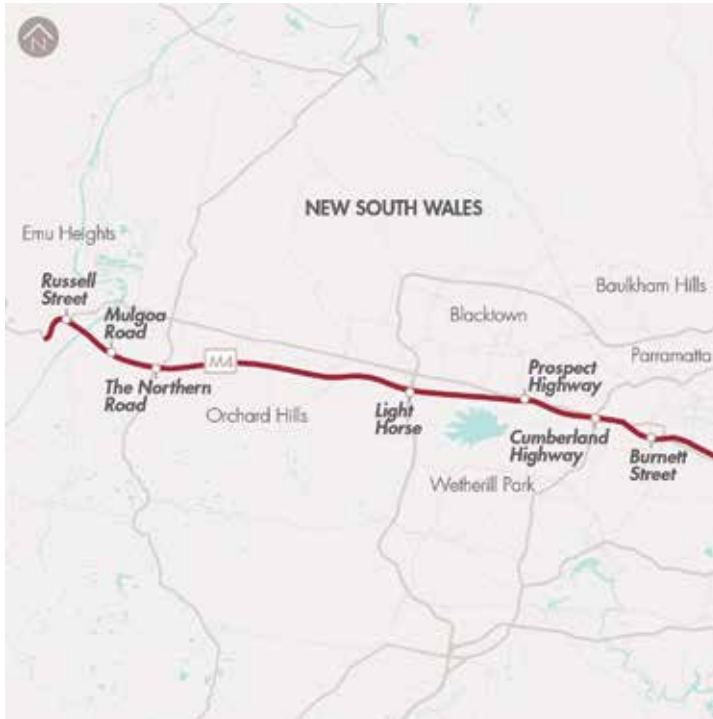 N
NEW SOUTH WALES
Emu Heights
Russell
Street
Baulkham Hills
Mulgoa
Road
Blacktown
Parramatta
M4
Prospect
Highway
The Northern
Road
Orchard Hills
Light
Horse
Cumberland
Highway
Burnett
Street
Wetherill Park